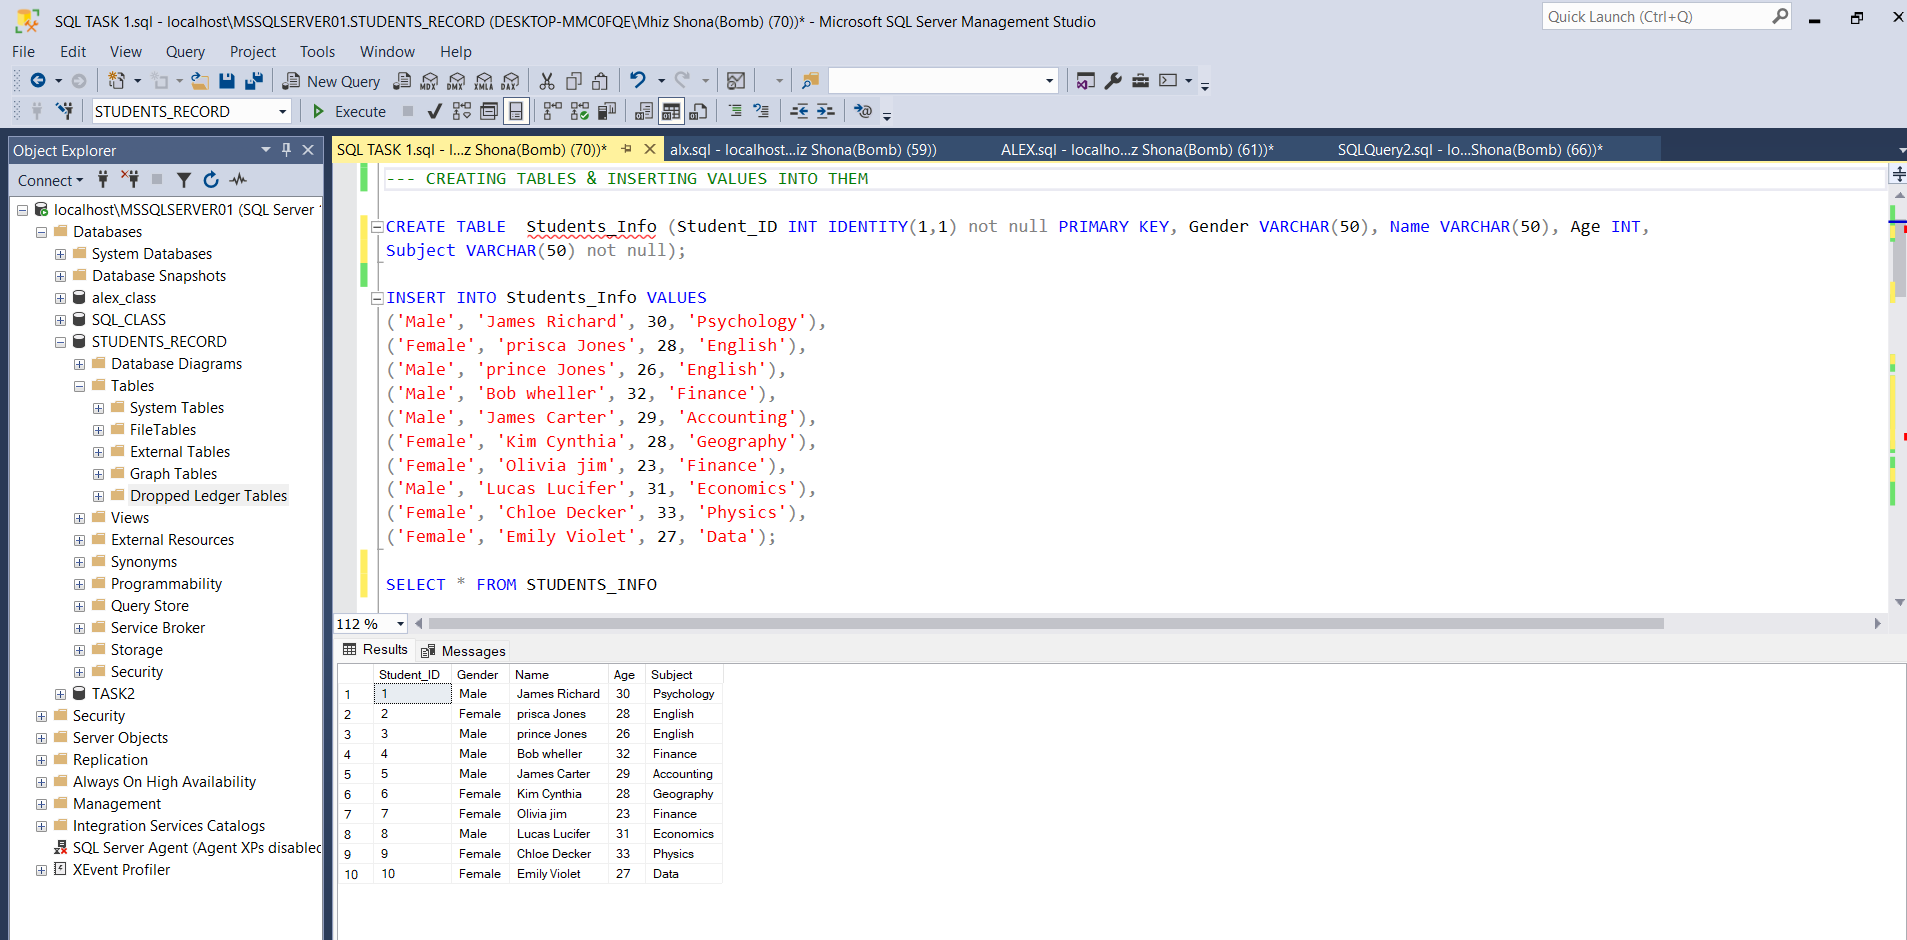 SQL TASK 1.sql - localhost\MSSQLSERVER01.STUDENTS_RECORD (DESKTOP-MMC0FQE\Mhiz Shona(Bomb) (70))* - Microsoft SQL Server Management Studio
Quick Launch (Ctrl+Q)
File Edit View Query Project Tools Window Help
New Query MDX DMX XMLA DAX
STUDENTS_RECORD Execute
Object Explorer
Connect
localhost\MSSQLSERVER01 (SQL Server
Databases
System Databases
Database Snapshots
alex_class
SQL_CLASS
STUDENTS_RECORD
Database Diagrams
Tables
System Tables
FileTables
External Tables
Graph Tables
Dropped Ledger Tables
Views
External Resources
Synonyms
Programmability
Query Store
Service Broker
Storage
Security
TASK2
Security
Server Objects
Replication
Always On High Availability
Management
Integration Services Catalogs
SQL Server Agent (Agent XPs disabled
XEvent Profiler
SQL TASK 1.sql - l...z Shona(Bomb) (70))* alx.sql - localhost...iz Shona(Bomb) (59)) ALEX.sql - localho...z Shona(Bomb) (61))* SQLQuery2.sql - lo...Shona(Bomb) (66))*
--- CREATING TABLES & INSERTING VALUES INTO THEM
CREATE TABLE Students_Info (Student_ID INT IDENTITY(1,1) not null PRIMARY KEY, Gender VARCHAR(50), Name VARCHAR(50), Age INT,
Subject VARCHAR(50) not null);
INSERT INTO Students_Info VALUES
('Male', 'James Richard', 30, 'Psychology'),
('Female', 'prisca Jones', 28, 'English'),
('Male', 'prince Jones', 26, 'English'),
('Male', 'Bob wheller', 32, 'Finance'),
('Male', 'James Carter', 29, 'Accounting'),
('Female', 'Kim Cynthia', 28, 'Geography'),
('Female', 'Olivia jim', 23, 'Finance'),
('Male', 'Lucas Lucifer', 31, 'Economics'),
('Female', 'Chloe Decker', 33, 'Physics'),
('Female', 'Emily Violet', 27, 'Data');
SELECT * FROM STUDENTS_INFO
112 %
Results Messages
Student_ID Gender Name Age Subject
1 1 Male James Richard 30 Psychology
2 2 Female prisca Jones 28 English
3 3 Male prince Jones 26 English
4 4 Male Bob wheller 32 Finance
5 5 Male James Carter 29 Accounting
6 6 Female Kim Cynthia 28 Geography
7 7 Female Olivia jim 23 Finance
8 8 Male Lucas Lucifer 31 Economics
9 9 Female Chloe Decker 33 Physics
10 10 Female Emily Violet 27 Data